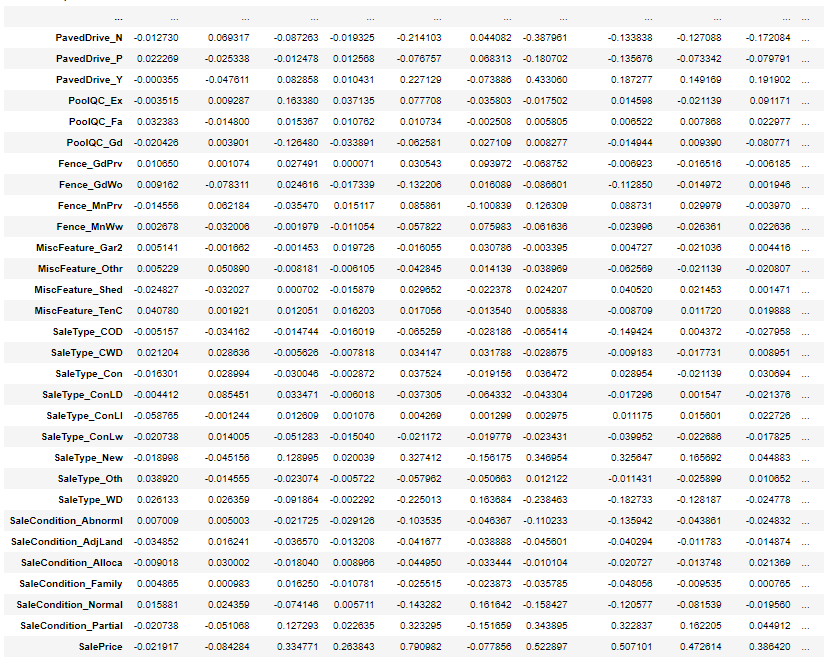 ... ... ... ... ... ... ... ... ... ... ... ...
PavedDrive_N -0.012730 0.069317 -0.087263 -0.019325 -0.214103 0.044082 -0.387961 -0.133838 -0.127088 -0.172084 ...
PavedDrive_P 0.022269 -0.025338 -0.012478 0.012568 -0.076757 0.068313 -0.180702 -0.135676 -0.073342 -0.079791 ...
PavedDrive_Y -0.000355 -0.047611 0.082858 0.010431 0.227129 -0.073886 0.433060 0.187277 0.149169 0.191902 ...
PoolQC_Ex -0.003515 0.009287 0.163380 0.037135 0.077708 -0.035803 -0.017502 0.014598 -0.021139 0.091171 ...
PoolQC_Fa 0.032383 -0.014800 0.015367 0.010762 0.010734 -0.002508 0.005805 0.006522 0.007868 0.022977 ...
PoolQC_Gd -0.020426 0.003901 -0.126480 -0.033891 -0.062581 0.027109 0.008277 -0.014944 0.009390 -0.080771 ...
Fence_GdPrv 0.010650 0.001074 0.027491 0.000071 0.030543 0.093972 -0.068752 -0.006923 -0.016516 -0.006185 ...
Fence_GdWo 0.009162 -0.078311 0.024616 -0.017339 -0.132206 0.016089 -0.086601 -0.112850 -0.014972 0.001946 ...
Fence_MnPrv -0.014556 0.062184 -0.035470 0.015117 0.085861 -0.100839 0.126309 0.088731 0.029979 -0.003970 ...
Fence_MnWw 0.002678 -0.032006 -0.001979 -0.011054 -0.057822 0.075983 -0.061636 -0.023996 -0.026361 0.022636 ...
MiscFeature_Gar2 0.005141 -0.001662 -0.001453 0.019726 -0.016055 0.030786 -0.003395 0.004727 -0.021036 0.004416 ...
MiscFeature_Othr 0.005229 0.050890 -0.008181 -0.006105 -0.042845 0.014139 -0.038969 -0.062569 -0.021139 -0.020807 ...
MiscFeature_Shed -0.024827 -0.032027 0.000702 -0.015879 0.029652 -0.022378 0.024207 0.040520 0.021453 0.001471 ...
MiscFeature_TenC 0.040780 0.001921 0.012051 0.016203 0.017056 -0.013540 0.005838 -0.008709 0.011720 0.019888 ...
SaleType_COD -0.005157 -0.034162 -0.014744 -0.016019 -0.065259 -0.028186 -0.065414 -0.149424 0.004372 -0.027958 ...
SaleType_CWD 0.021204 0.028636 -0.005626 -0.007818 0.034147 0.031788 -0.028675 -0.009183 -0.017731 0.008951 ...
SaleType_Con -0.016301 0.028994 -0.030046 -0.002872 0.037524 -0.019156 0.036472 0.028954 -0.021139 0.030694 ...
SaleType_ConLD -0.004412 0.085451 0.033471 -0.006018 -0.037305 -0.064332 -0.043304 -0.017296 0.001547 -0.021376 ...
SaleType_ConLI -0.058765 -0.001244 0.012609 0.001076 0.004269 0.001299 0.002975 0.011175 0.015601 0.022726 ...
SaleType_ConLw -0.020738 0.014005 -0.051283 -0.015040 -0.021172 -0.019779 -0.023431 -0.039952 -0.022686 -0.017825 ...
SaleType_New -0.018998 -0.045156 0.128995 0.020039 0.327412 -0.156175 0.346954 0.325647 0.165692 0.044883 ...
SaleType_Oth 0.038920 -0.014555 -0.023074 -0.005722 -0.057962 -0.050663 0.012122 -0.011431 -0.025899 0.010652 ...
SaleType_WD 0.026133 0.026359 -0.091864 -0.002292 -0.225013 0.163684 -0.238463 -0.182733 -0.128187 -0.024778 ...
SaleCondition_Abnorml 0.007009 0.005003 -0.021725 -0.029126 -0.103535 -0.046367 -0.110233 -0.135942 -0.043861 -0.024832 ...
SaleCondition_AdjLand -0.034852 0.016241 -0.036570 -0.013208 -0.041677 -0.038888 -0.045601 -0.040294 -0.011783 -0.014874 ...
SaleCondition_Alloca -0.009018 0.030002 -0.018040 0.008966 -0.044950 -0.033444 -0.010104 -0.020727 -0.013748 0.021369 ...
SaleCondition_Family 0.004865 0.000983 0.016250 -0.010781 -0.025515 -0.023873 -0.035785 -0.048056 -0.009535 0.000765 ...
SaleCondition_Normal 0.015881 0.024359 -0.074146 0.005711 -0.143282 0.161642 -0.158427 -0.120577 -0.081539 -0.019560 ...
SaleCondition_Partial -0.020738 -0.051068 0.127293 0.022635 0.323295 -0.151659 0.343895 0.322837 0.162205 0.044912 ...
SalePrice -0.021917 -0.084284 0.334771 0.263843 0.790982 -0.077856 0.522897 0.507101 0.472614 0.386420 ...